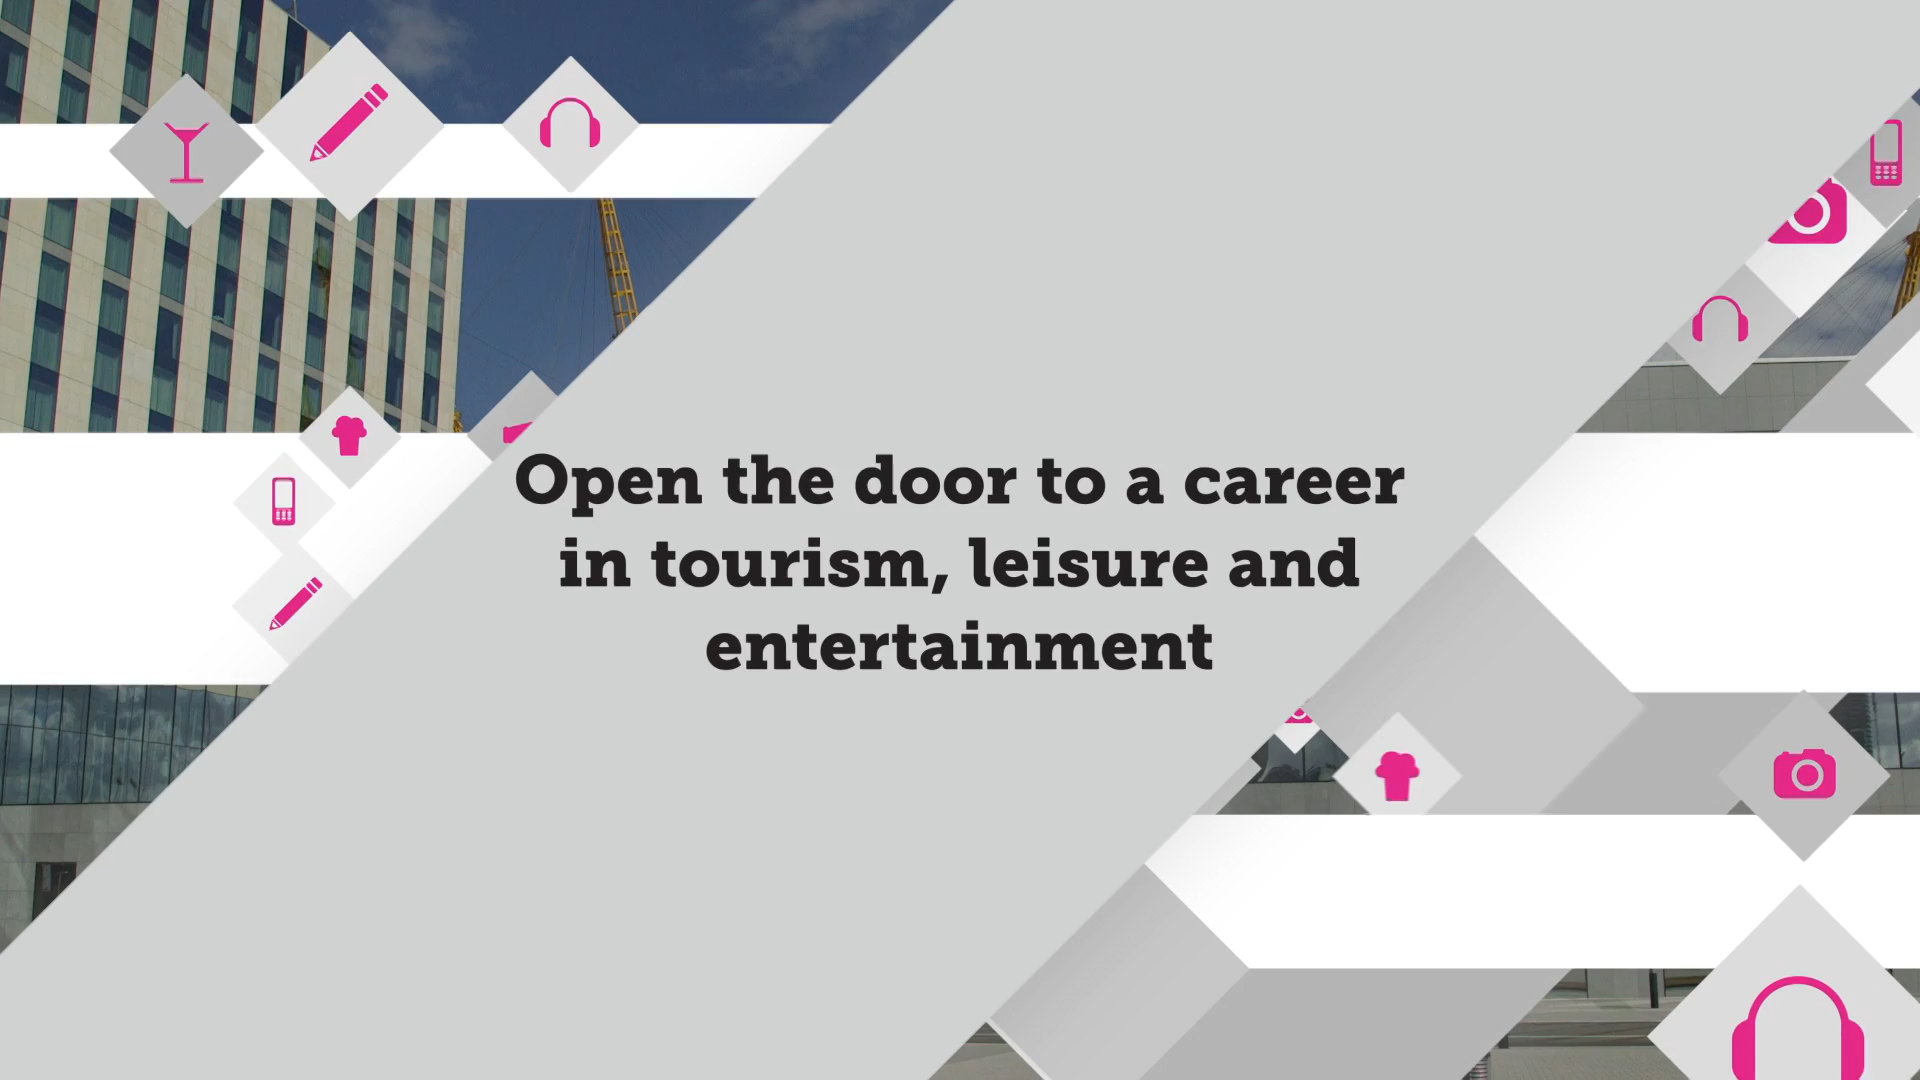 Open the door to a career
in tourism, leisure and
entertainment